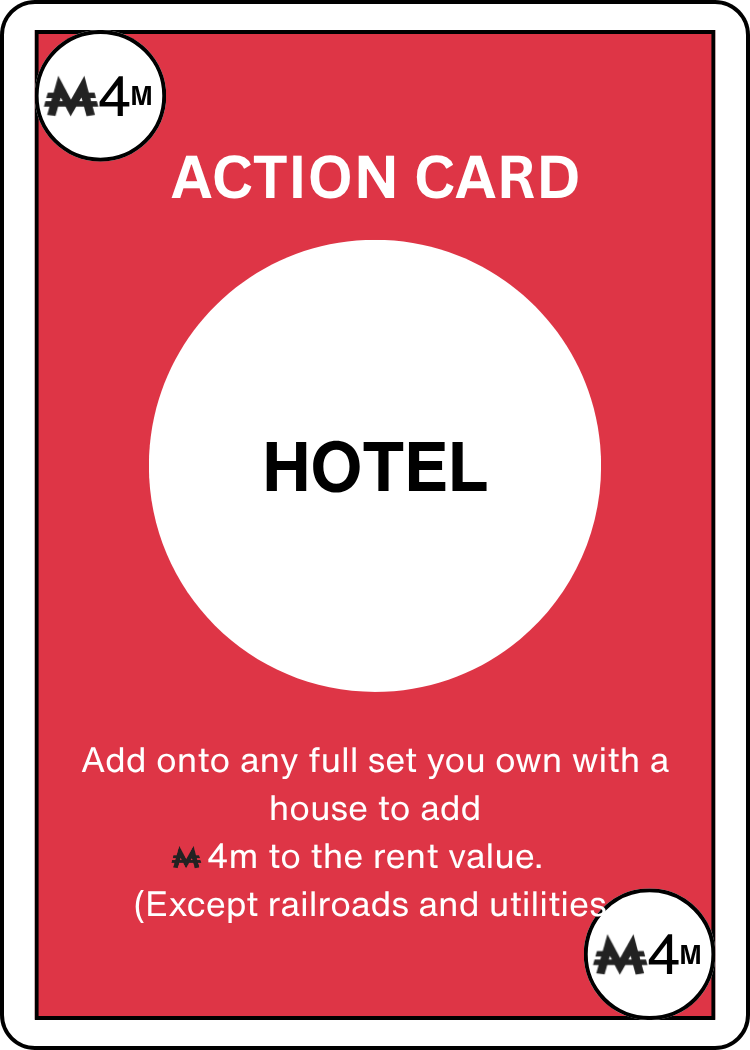 ₳4M
ACTION CARD
HOTEL
Add onto any full set you own with a
house to add
₳ 4m to the rent value.
(Except railroads and utilities
₳4M